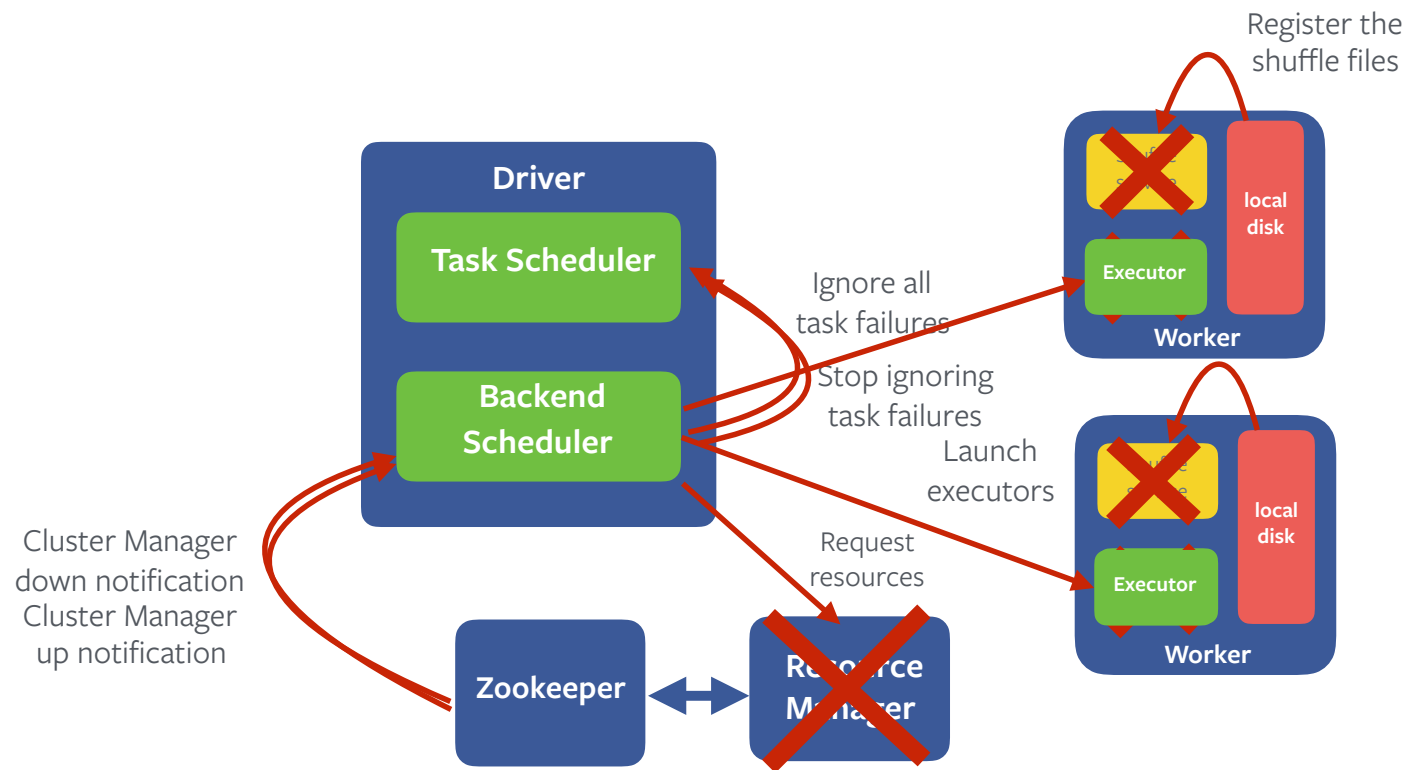 Register the
shuffle files
Driver
Task Scheduler
Backend
Scheduler
Ignore all
task failures
Stop ignoring
task failures
Launch
executors
Request
resources
local
disk
Executor
Worker
local
disk
Executor
Worker
Cluster Manager
down notification
Cluster Manager
up notification
Zookeeper
Resource
Manager